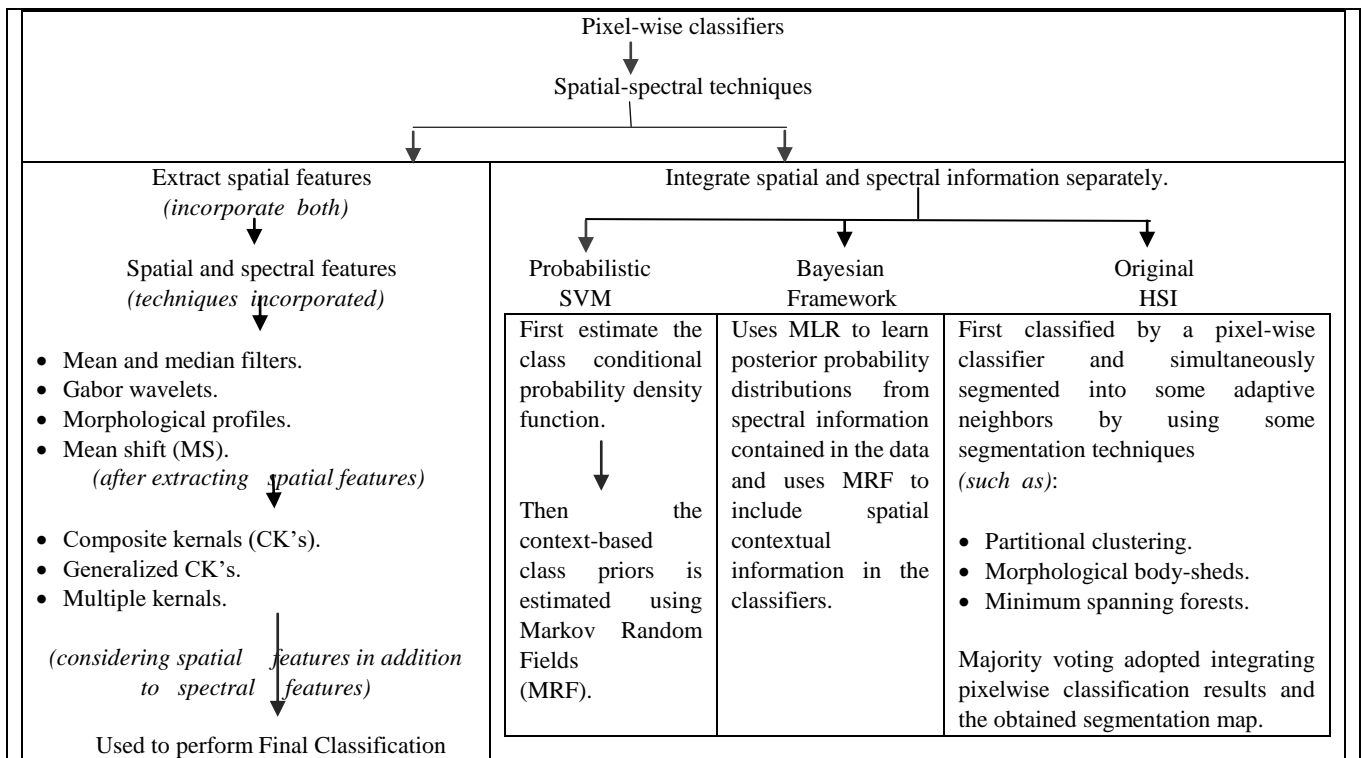 Pixel-wise classifiers
Spatial-spectral techniques
Extract spatial features
(incorporate both)
Spatial and spectral features
(techniques incorporated)
• Mean and median filters.
• Gabor wavelets.
• Morphological profiles.
• Mean shift (MS).
(after extracting spatial features)
• Composite kernals (CK's).
• Generalized CK's.
• Multiple kernals.
(considering spatial features in addition
to spectral features)
Used to perform Final Classification
Integrate spatial and spectral information separately.
Probabilistic
SVM
First estimate the
class conditional
probability density
function.
Then the
context-based
class priors is
estimated using
Markov Random
Fields
(MRF).
Bayesian
Framework
Uses MLR to learn
posterior probability
distributions from
spectral information
contained in the data
and uses MRF to
include spatial
contextual
information in the
classifiers.
Original
HSI
First classified by a pixel-wise
classifier and simultaneously
segmented into some adaptive
neighbors by using some
segmentation techniques
(such as):
• Partitional clustering.
• Morphological body-sheds.
• Minimum spanning forests.
Majority voting adopted integrating
pixelwise classification results and
the obtained segmentation map.